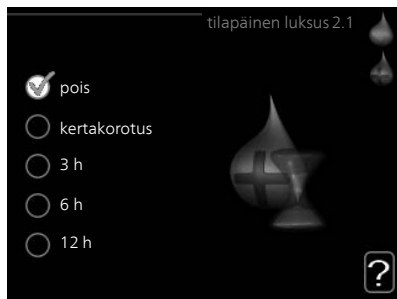 tilapäinen luksus 2.1
pois
kertakorotus
3 h
6 h
12 h
?